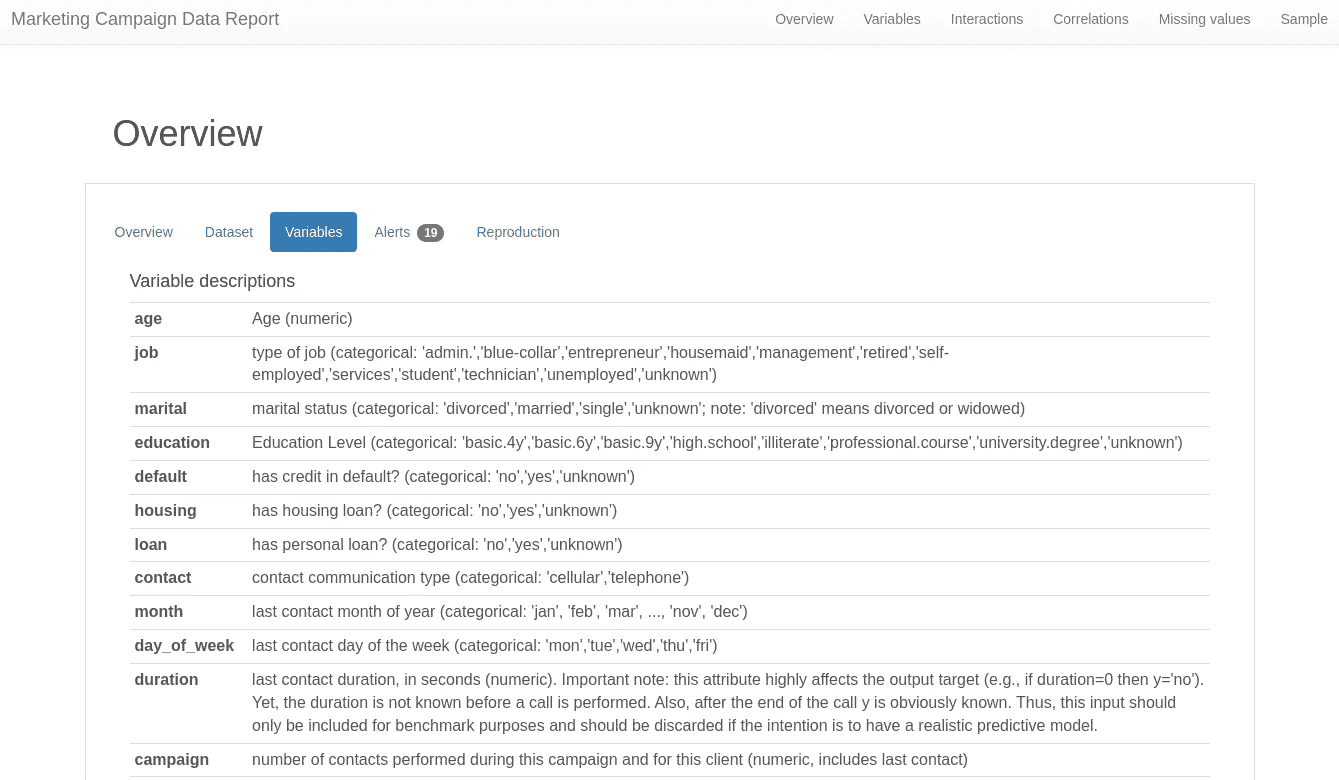 Marketing Campaign Data Report Overview Variables Interactions Correlations Missing values Sample
Overview
Overview Dataset Variables Alerts 19 Reproduction
Variable descriptions
age Age (numeric)
job type of job (categorical: 'admin.','blue-collar','entrepreneur','housemaid','management','retired','self-
employed','services','student','technician','unemployed','unknown')
marital marital status (categorical: 'divorced','married','single','unknown'; note: 'divorced' means divorced or widowed)
education Education Level (categorical: 'basic.4y','basic.6y','basic.9y','high.school','illiterate','professional.course','university.degree','unknown')
default has credit in default? (categorical: 'no','yes','unknown')
housing has housing loan? (categorical: 'no','yes','unknown')
loan has personal loan? (categorical: 'no','yes','unknown')
contact contact communication type (categorical: 'cellular','telephone')
month last contact month of year (categorical: 'jan', 'feb', 'mar', ..., 'nov', 'dec')
day_of_week last contact day of the week (categorical: 'mon','tue','wed','thu','fri')
duration last contact duration, in seconds (numeric). Important note: this attribute highly affects the output target (e.g., if duration=0 then y='no').
Yet, the duration is not known before a call is performed. Also, after the end of the call y is obviously known. Thus, this input should
only be included for benchmark purposes and should be discarded if the intention is to have a realistic predictive model.
campaign number of contacts performed during this campaign and for this client (numeric, includes last contact)